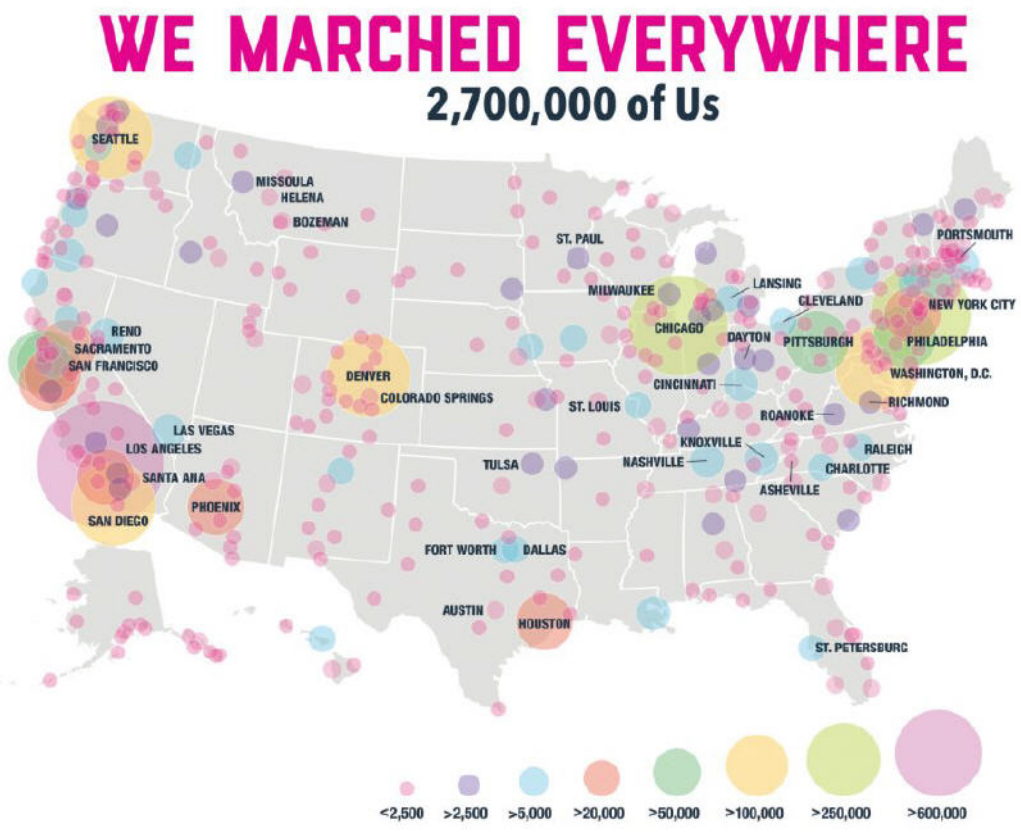 WE MARCHED EVERYWHERE
2,700,000 of Us
SEATTLE
MISSOULA
HELENA
BOZEMAN
ST. PAUL
PORTSMOUTH
MILWAUKEE
LANSING
CLEVELAND
NEW YORK CITY
CHICAGO
RENO
DAYTON
PITTSBURGH
PHILADELPHIA
SACRAMENTO
SAN FRANCISCO
DENVER
WASHINGTON, D.C.
CINCINNATI
COLORADO SPRINGS
ST. LOUIS
RICHMOND
ROANOKE
LAS VEGAS
LOS ANGELES
KNOXVILLE
RALEIGH
TULSA
NASHVILLE
CHARLOTTE
SANTA ANA
ASHEVILLE
PHOENIX
SAN DIEGO
FORT WORTH
DALLAS
AUSTIN
HOUSTON
ST. PETERSBURG
<2,500 >2,500 >5,000 >20,000 >50,000 >100,000 >250,000 >600,000